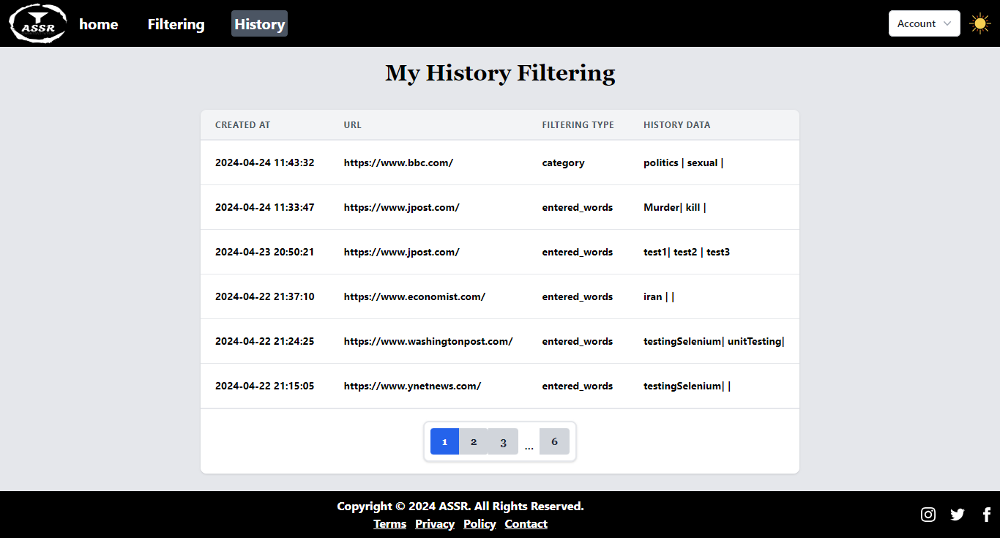 ASSR home Filtering History Account
My History Filtering
CREATED AT URL FILTERING TYPE HISTORY DATA
2024-04-24 11:43:32 https://www.bbc.com/ category politics | sexual |
2024-04-24 11:33:47 https://www.jpost.com/ entered_words Murder| kill |
2024-04-23 20:50:21 https://www.jpost.com/ entered_words test1| test2 | test3
2024-04-22 21:37:10 https://www.economist.com/ entered_words iran | |
2024-04-22 21:24:25 https://www.washingtonpost.com/ entered_words testingSelenium| unitTesting|
2024-04-22 21:15:05 https://www.ynetnews.com/ entered_words testingSelenium| |
1 2 3 ... 6
Copyright © 2024 ASSR. All Rights Reserved.
Terms Privacy Policy Contact